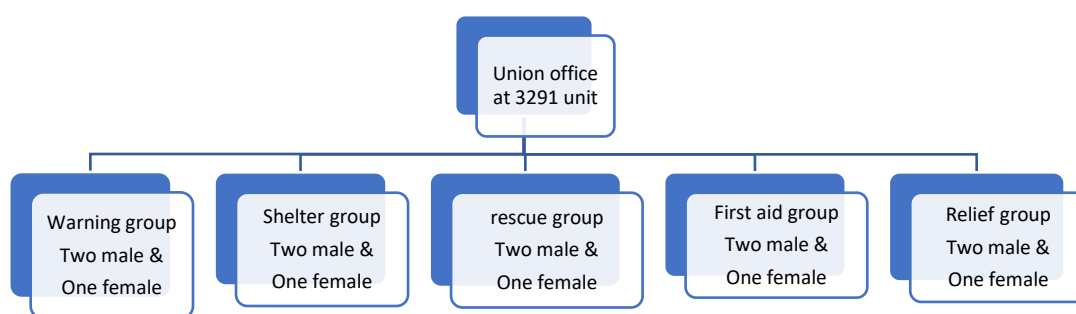 Union office
at 3291 unit
Warning group
Two male &
One female
Shelter group
Two male &
One female
rescue group
Two male &
One female
First aid group
Two male &
One female
Relief group
Two male &
One female